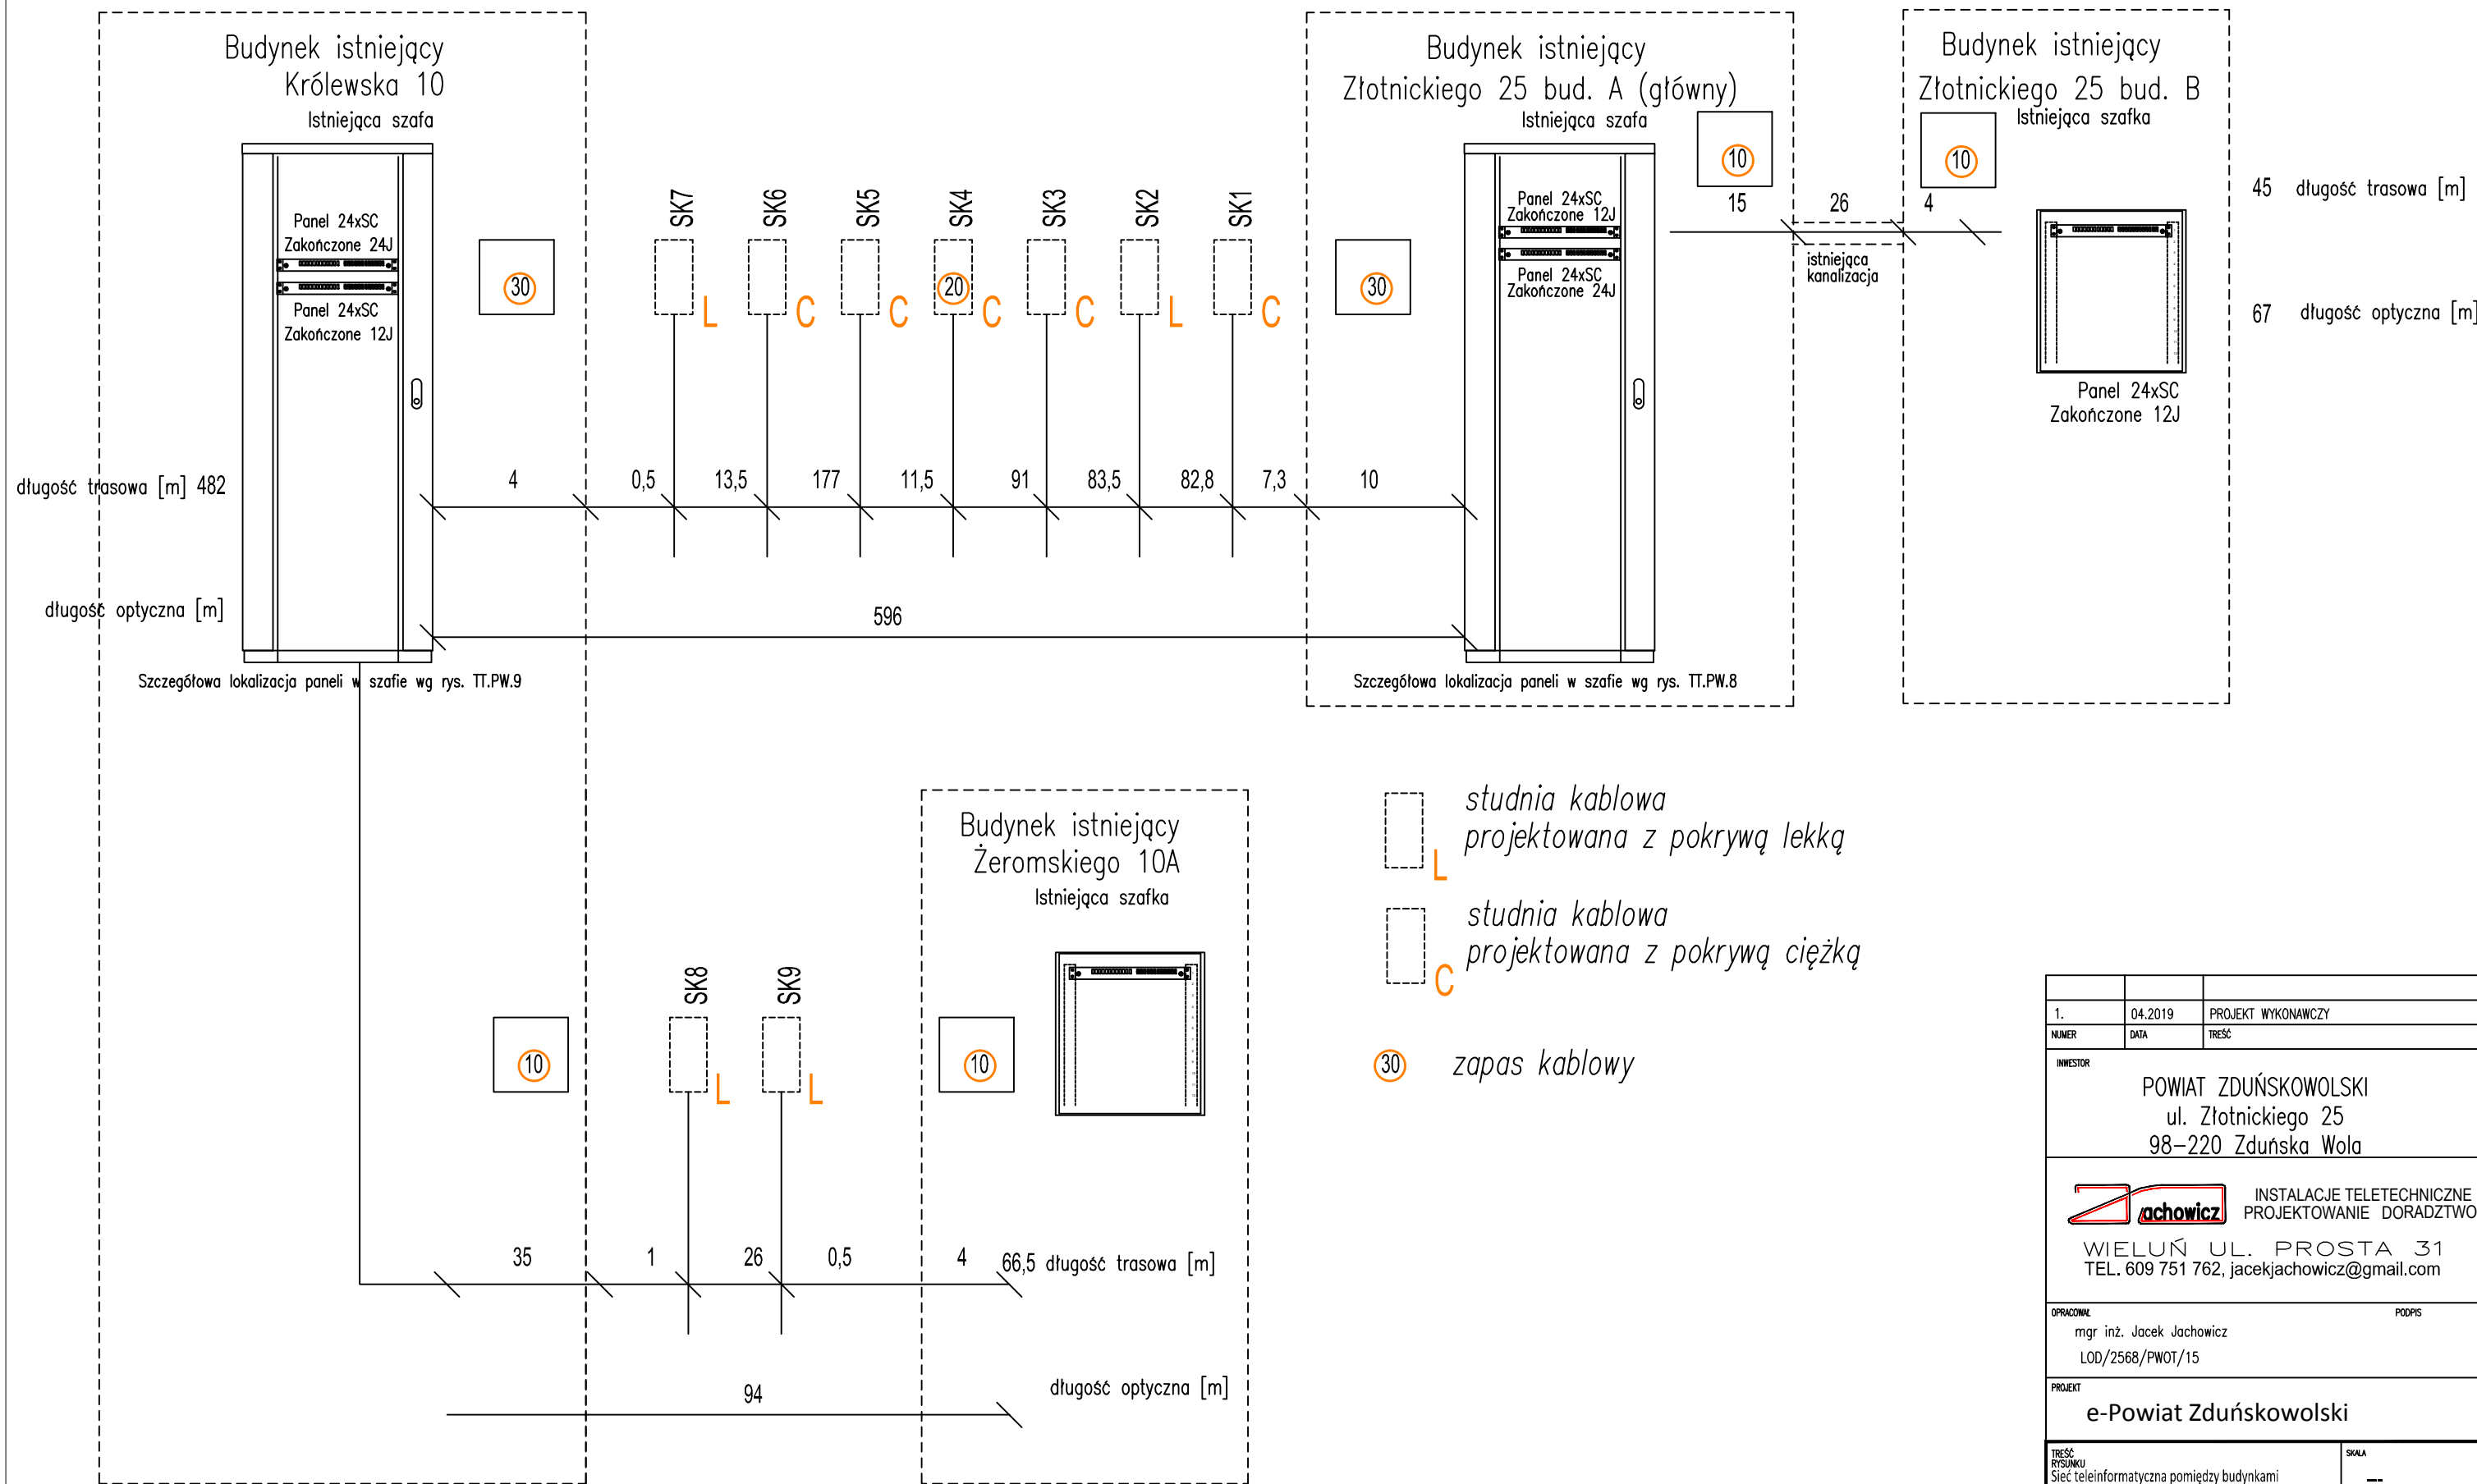 Budynek istniejący
Królewska 10
Istniejąca szafa
Panel 24xSC
Zakończone 24J
Panel 24xSC
Zakończone 12J
30
SK7
SK6
SK5
SK4
SK3
SK2
SK1
L
C
C
20
C
C
L
C
długość trasowa [m] 482
4
0,5
13,5
177
11,5
91
83,5
82,8
7,3
10
długość optyczna [m]
596
Szczegółowa lokalizacja paneli w szafie wg rys. TT.PW.9
Budynek istniejący
Złotnickiego 25 bud. A (główny)
Istniejąca szafa
30
Panel 24xSC
Zakończone 12J
Panel 24xSC
Zakończone 24J
10
15
26
4
istniejąca
kanalizacja
Szczegółowa lokalizacja paneli w szafie wg rys. TT.PW.8
Budynek istniejący
Złotnickiego 25 bud. B
Istniejąca szafka
10
Panel 24xSC
Zakończone 12J
45 długość trasowa [m]
67 długość optyczna [m]
Budynek istniejący
Żeromskiego 10A
Istniejąca szafka
10
SK8
SK9
L
L
10
35
1
26
0,5
4
66,5 długość trasowa [m]
94
długość optyczna [m]
studnia kablowa
projektowana z pokrywą lekką
L
studnia kablowa
projektowana z pokrywą ciężką
C
30 zapas kablowy
1. 04.2019 PROJEKT WYKONAWCZY
NUMER DATA TREŚĆ
INWESTOR
POWIAT ZDUŃSKOWOLSKI
ul. Złotnickiego 25
98-220 Zduńska Wola
Jachowicz
INSTALACJE TELETECHNICZNE
PROJEKTOWANIE DORADZTWO
WIELUŃ UL. PROSTA 31
TEL. 609 751 762, jacekjachowicz@gmail.com
OPRACOWAŁ PODPIS
mgr inż. Jacek Jachowicz
LOD/2568/PWOT/15
PROJEKT
e-Powiat Zduńskowolski
TREŚĆ
RYSUNKU
SKALA
Sieć teleinformatyczna pomiędzy budynkami
--